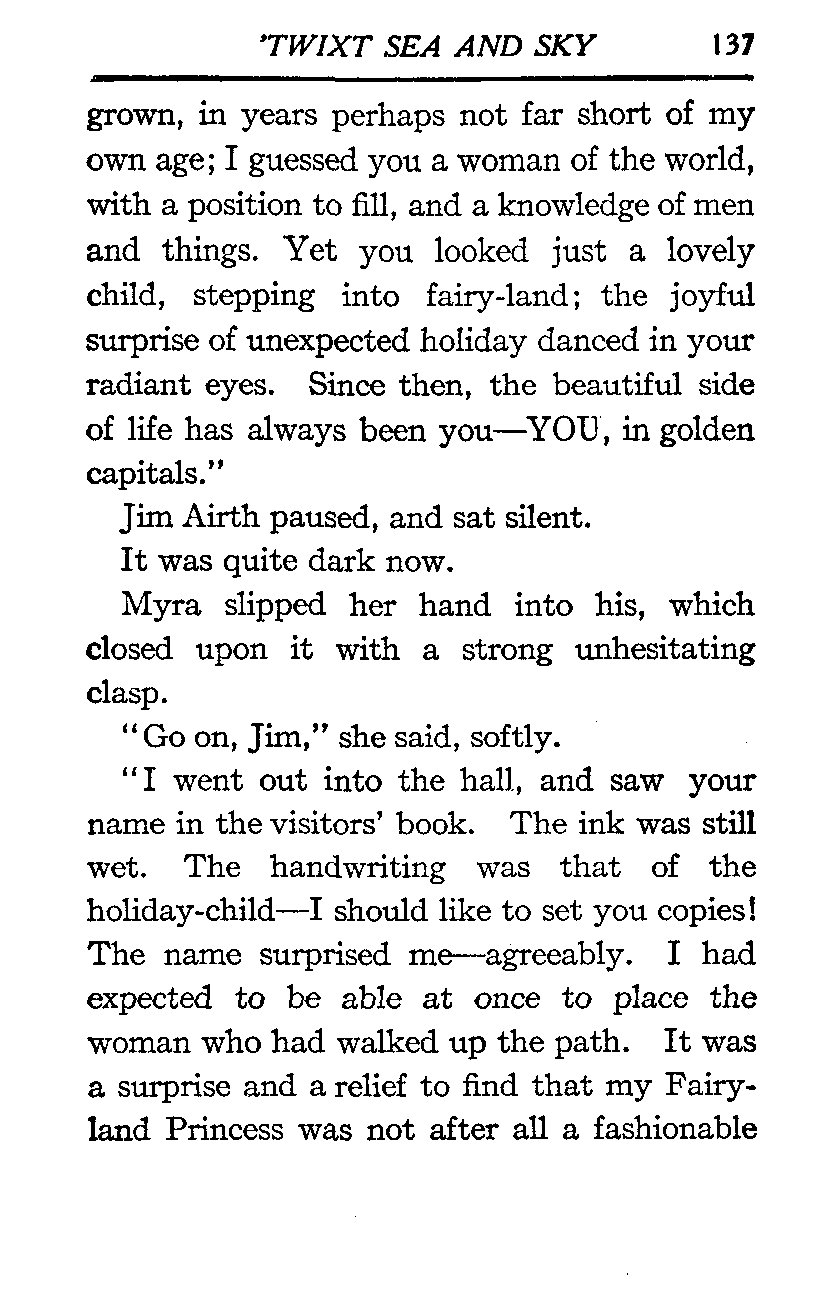 'TWIXT SEA AND SKY 137
grown, in years perhaps not far short of my
own age; I guessed you a woman of the world,
with a position to fill, and a knowledge of men
and things. Yet you looked just a lovely
child, stepping into fairy-land; the joyful
surprise of unexpected holiday danced in your
radiant eyes. Since then, the beautiful side
of life has always been you—YOU, in golden
capitals."
Jim Airth paused, and sat silent.
It was quite dark now.
Myra slipped her hand into his, which
closed upon it with a strong unhesitating
clasp.
"Go on, Jim," she said, softly.
"I went out into the hall, and saw your
name in the visitors' book. The ink was still
wet. The handwriting was that of the
holiday-child—I should like to set you copies!
The name surprised me—agreeably. I had
expected to be able at once to place the
woman who had walked up the path. It was
a surprise and a relief to find that my Fairy-
land Princess was not after all a fashionable